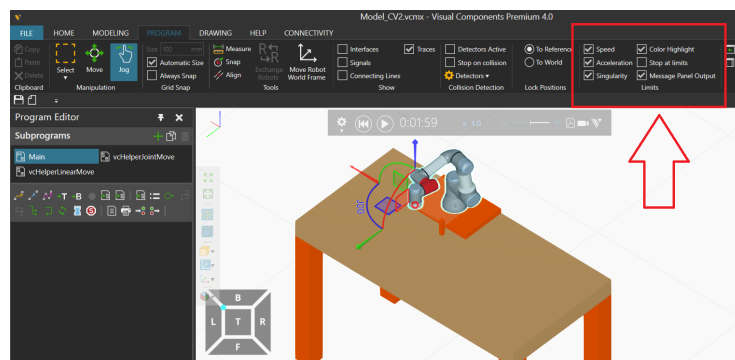 Model_CV2.vcmx - Visual Components Premium 4.0
FILE HOME MODELING PROGRAM DRAWING HELP CONNECTIVITY
Copy
Paste
Delete
Clipboard
Select
Move
Jog
Manipulation
Size 100 mm
Automatic Size
Always Snap
Grid Snap
Measure
Snap
Align
Exchange Robots
Move Robot World Frame
Tools
Interfaces
Signals
Connecting Lines
Traces
Show
Detectors Active
Stop on collision
Detectors
Collision Detection
To Reference
To World
Lock Positions
Speed
Acceleration
Singularity
Color Highlight
Stop at limits
Message Panel Output
Limits
Program Editor
Subprograms
Main
vcHelperJointMove
vcHelperLinearMove
T
B
0:01:59
x 1.0
JOG
B
L T R
F